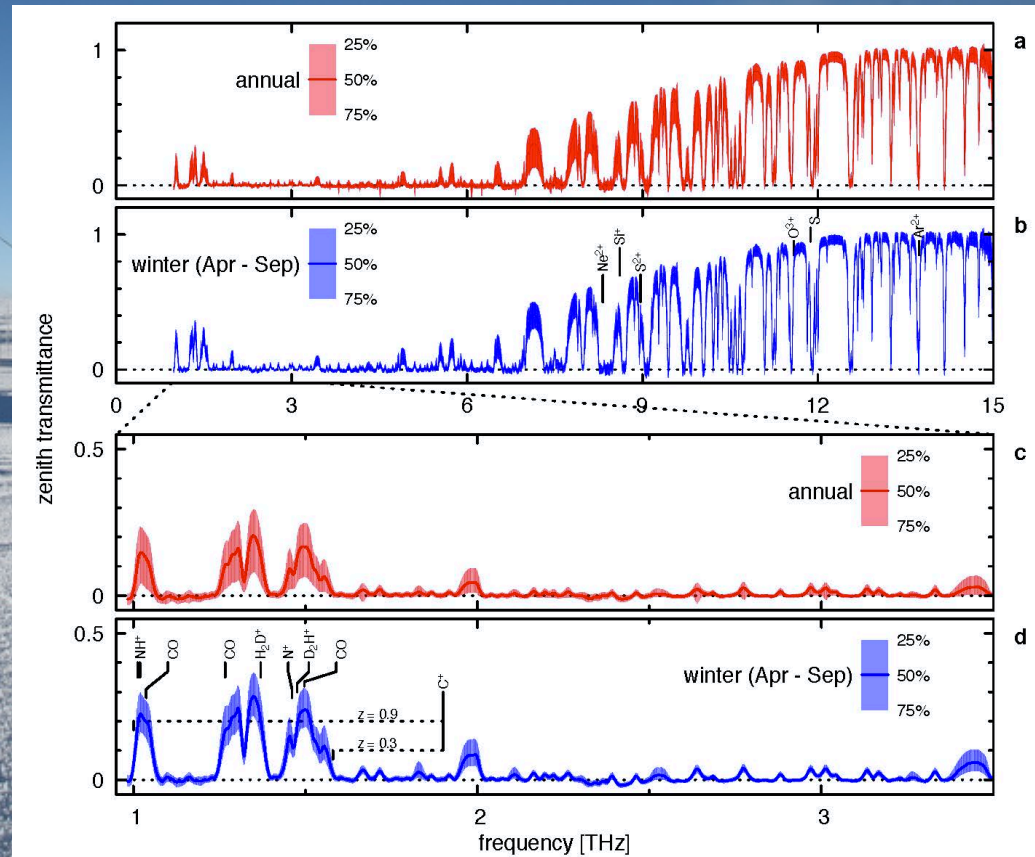 a
1
annual
25%
50%
75%
0
b
1
winter (Apr - Sep)
25%
50%
75%
Ne²⁺
Si⁺
S²⁺
O³⁺
S
Ar²⁺
0
0 3 6 9 12 15
zenith transmittance
c
0.5
annual
25%
50%
75%
0
d
0.5
NH⁺
CO
CO
H₂D⁺
N⁺
D₂H⁺
CO
C⁺
z = 0.9
z = 0.3
winter (Apr - Sep)
25%
50%
75%
0
1 2 3
frequency [THz]